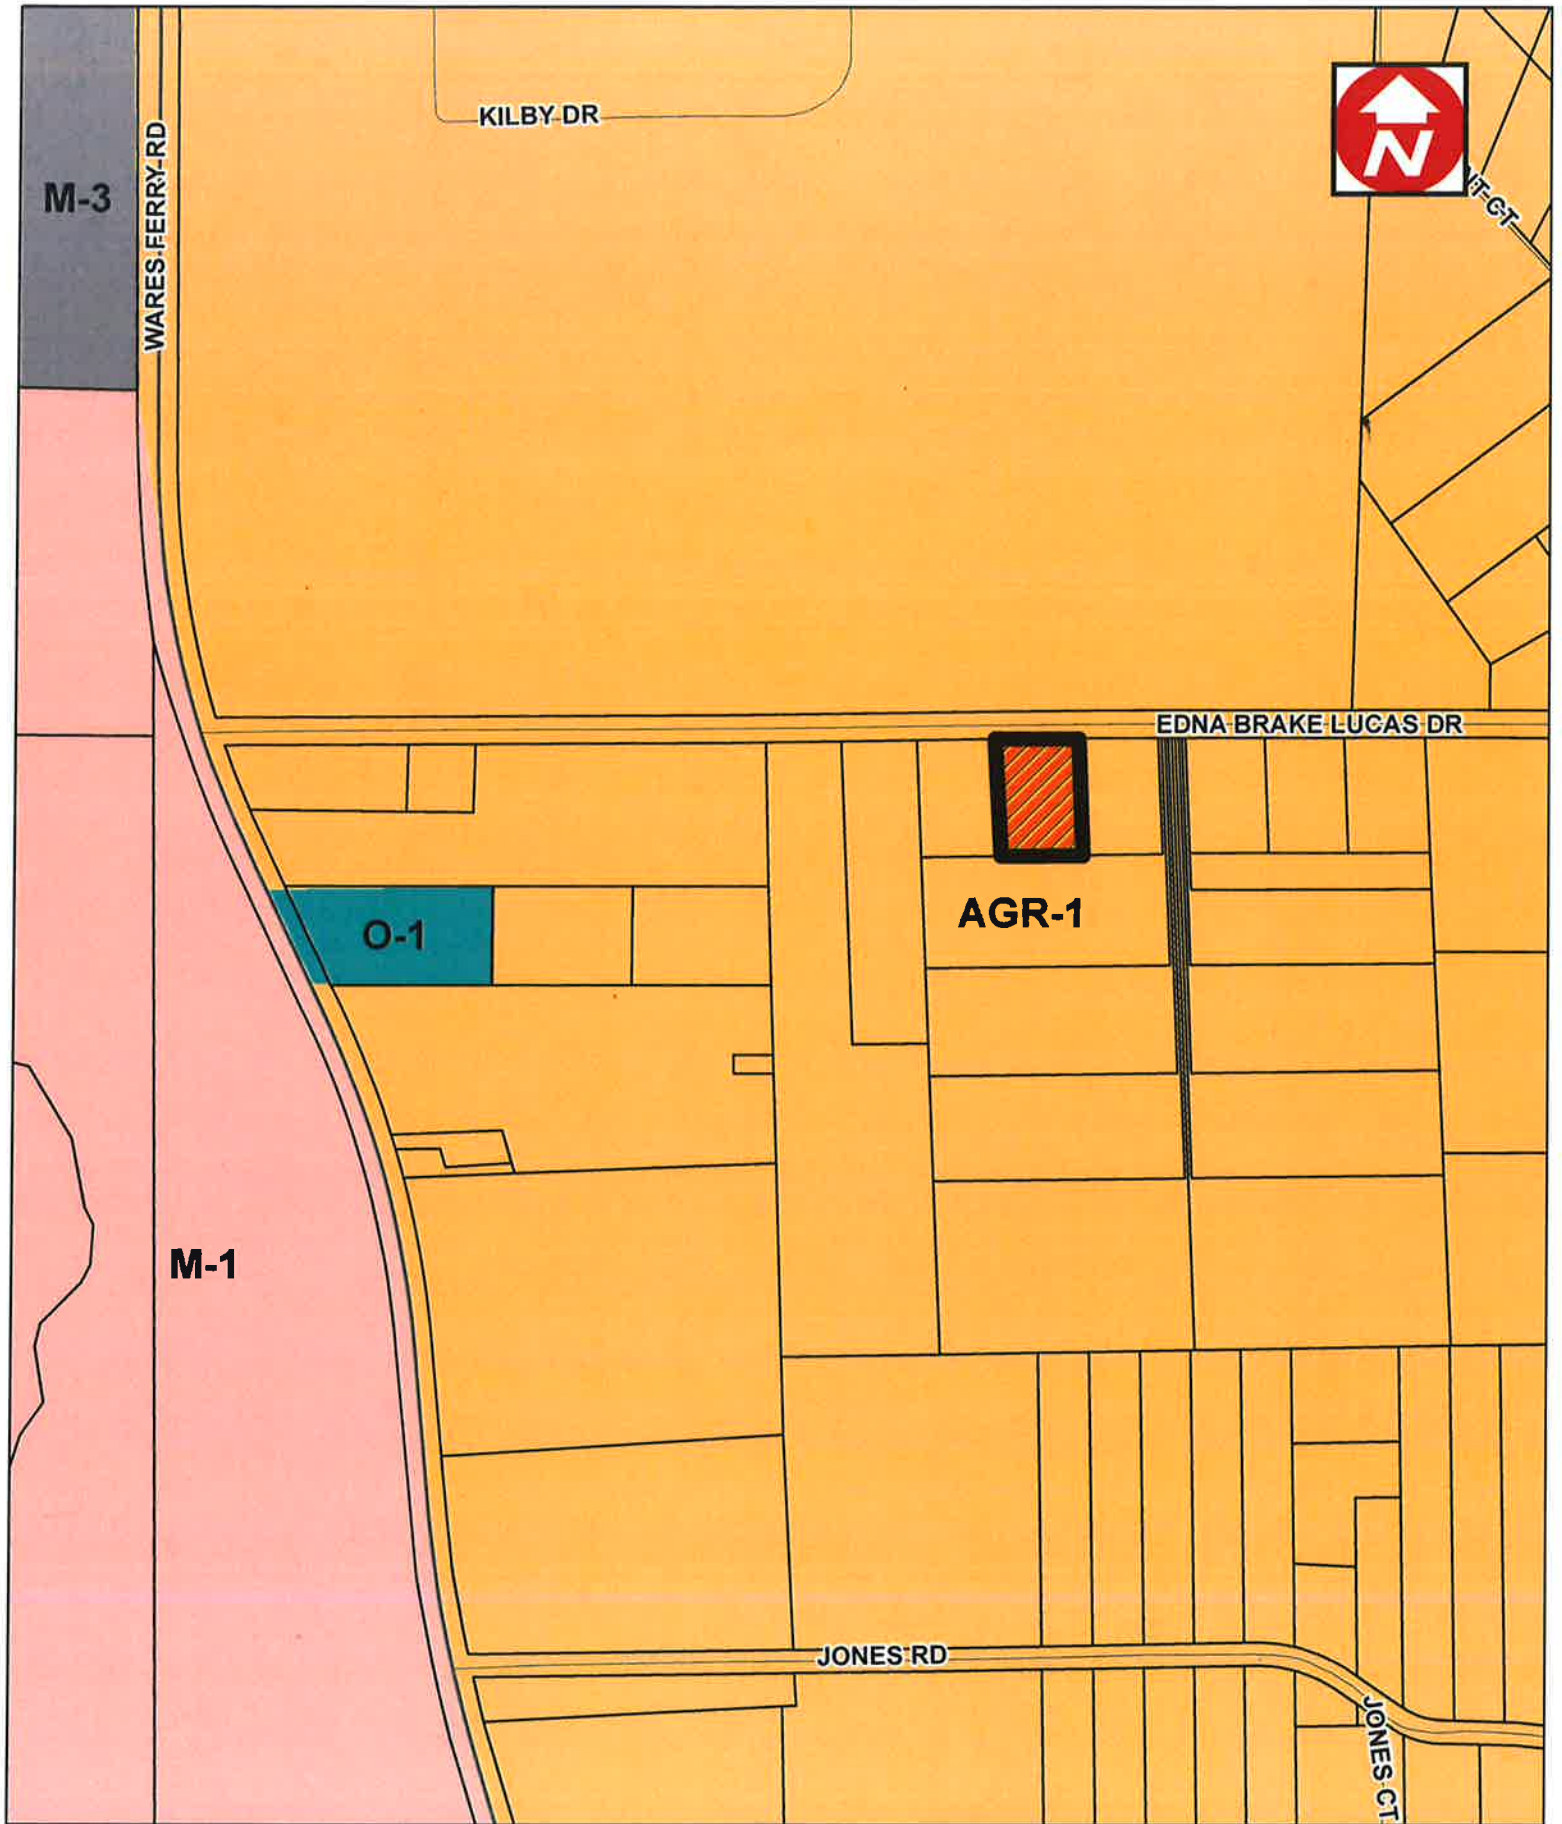 KILBY DR
N
WARES FERRY RD
M-3
EDNA BRAKE LUCAS DR
AGR-1
O-1
M-1
JONES RD
JONES CT